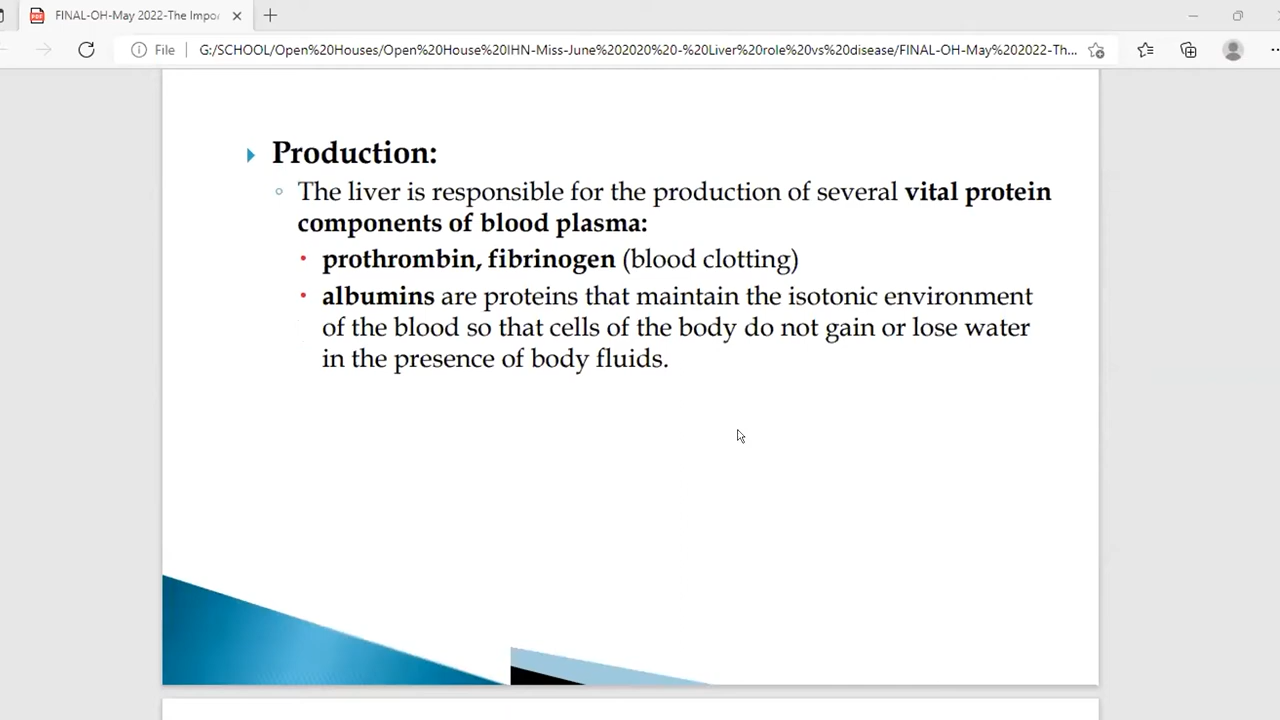 FINAL-OH-May 2022-The Impo
File
G:/SCHOOL/Open%20Houses/Open%20House%20IHN-Miss-June%202020%20-%20Liver%20role%20vs%20disease/FINAL-OH-May%202022-Th...
Production:
The liver is responsible for the production of several vital protein
components of blood plasma:
prothrombin, fibrinogen (blood clotting)
albumins are proteins that maintain the isotonic environment
of the blood so that cells of the body do not gain or lose water
in the presence of body fluids.